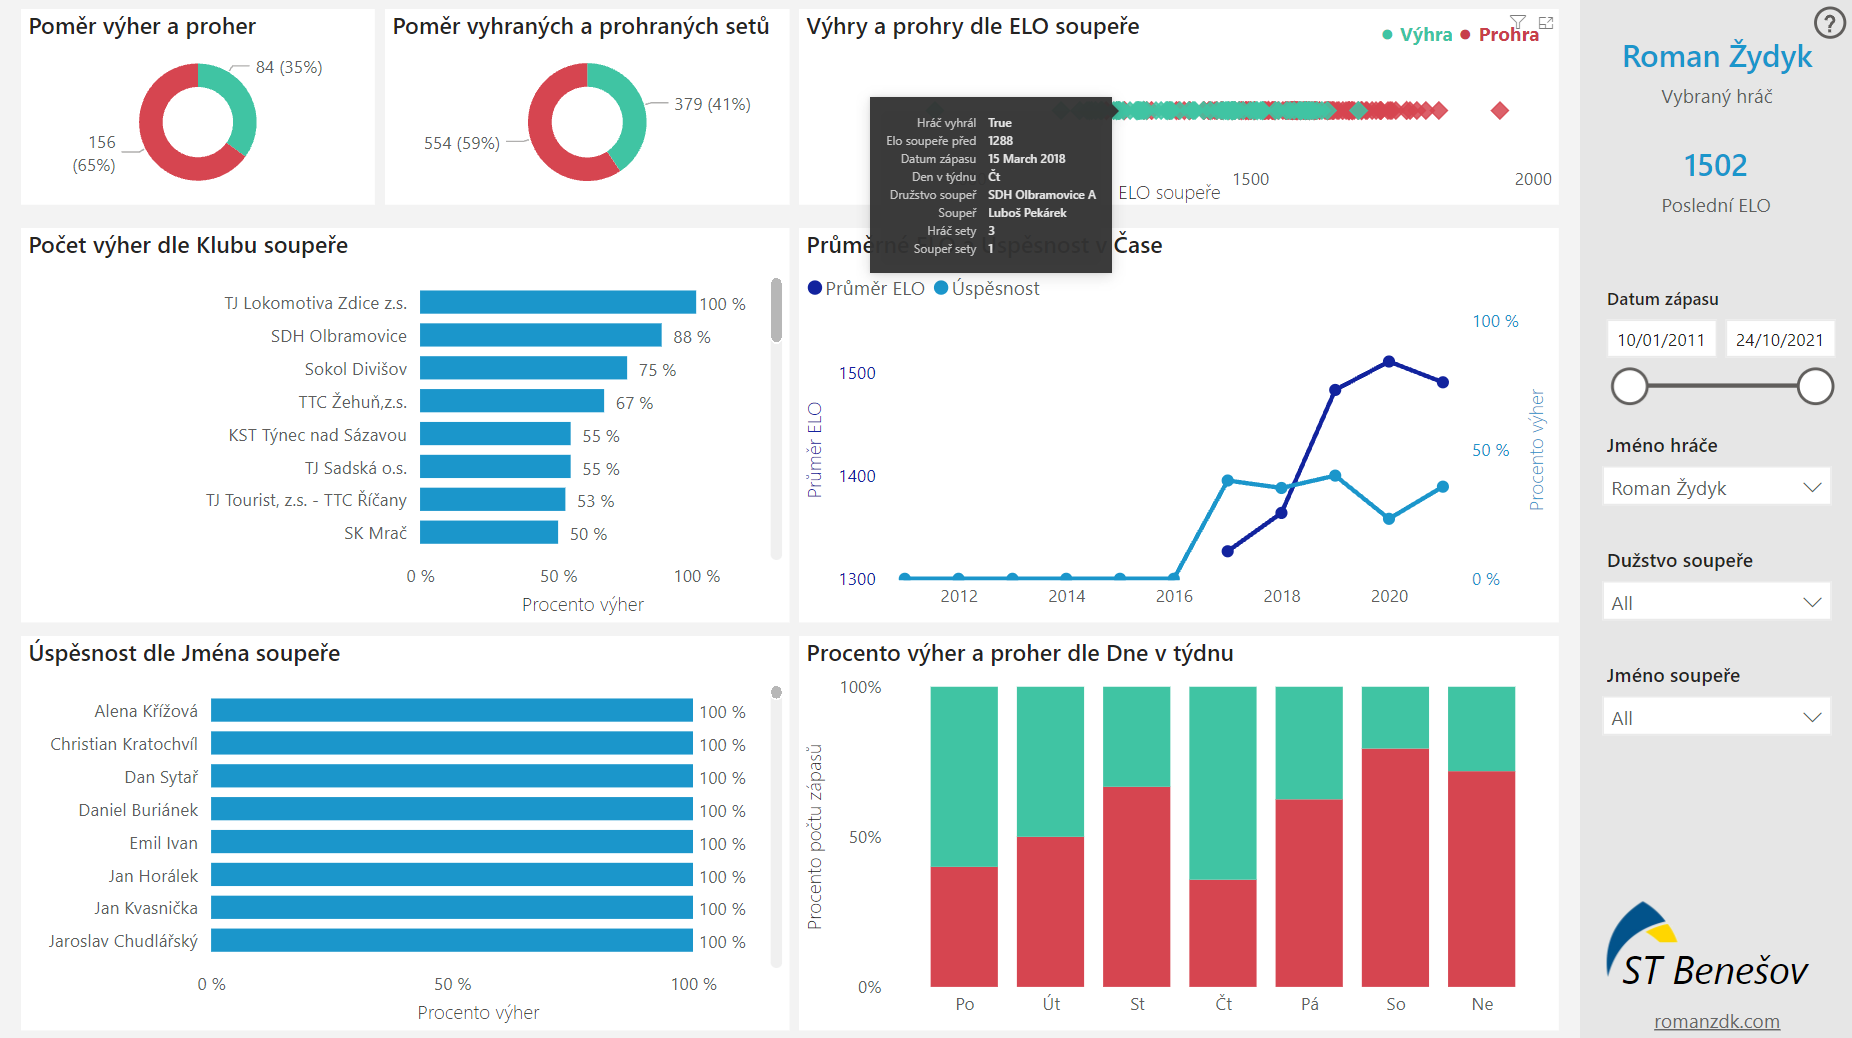 Poměr výher a proher
84 (35%)
156
(65%)
Poměr vyhraných a prohraných setů
379 (41%)
554 (59%)
Výhry a prohry dle ELO soupeře
Výhra
Prohra
1500
2000
ELO soupeře
Hráč vyhrál True
Elo soupeře před 1288
Datum zápasu 15 March 2018
Den v týdnu Čt
Družstvo soupeř SDH Olbramovice A
Soupeř Luboš Pekárek
Hráč sety 3
Soupeř sety 1
Počet výher dle Klubu soupeře
TJ Lokomotiva Zdice z.s. 100 %
SDH Olbramovice 88 %
Sokol Divišov 75 %
TTC Žehuň,z.s. 67 %
KST Týnec nad Sázavou 55 %
TJ Sadská o.s. 55 %
TJ Tourist, z.s. - TTC Říčany 53 %
SK Mrač 50 %
0 % 50 % 100 %
Procento výher
Průměrné ELO a Úspěsnost v Čase
Průměr ELO Úspěsnost
1500
1400
1300
Průměr ELO
100 %
50 %
0 %
Procento výher
2012 2014 2016 2018 2020
Úspěsnost dle Jména soupeře
Alena Křížová 100 %
Christian Kratochvíl 100 %
Dan Sytař 100 %
Daniel Buriánek 100 %
Emil Ivan 100 %
Jan Horálek 100 %
Jan Kvasnička 100 %
Jaroslav Chudlářský 100 %
0 % 50 % 100 %
Procento výher
Procento výher a proher dle Dne v týdnu
100%
50%
0%
Procento počtu zápasů
Po Út St Čt Pá So Ne
?
Roman Žydyk
Vybraný hráč
1502
Poslední ELO
Datum zápasu
10/01/2011 24/10/2021
Jméno hráče
Roman Žydyk
Dužstvo soupeře
All
Jméno soupeře
All
ST Benešov
romanzdk.com